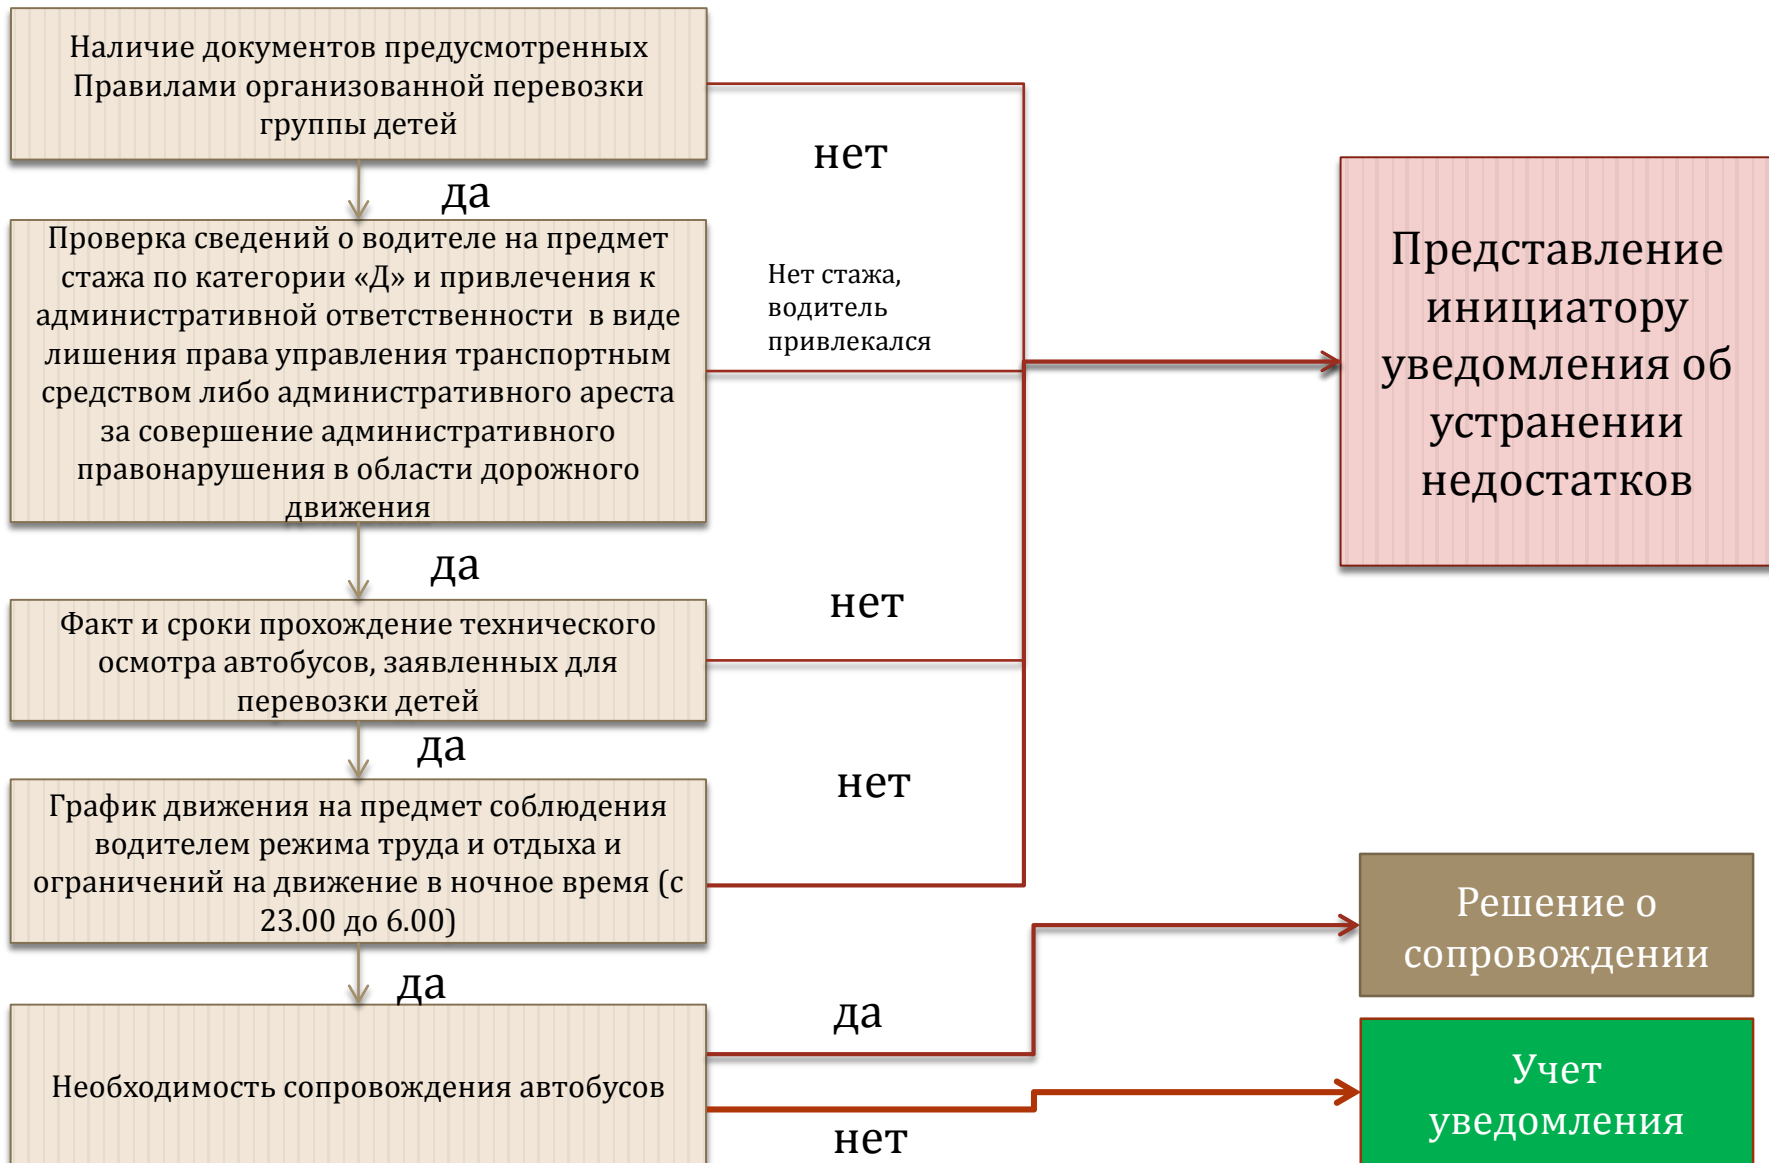 Наличие документов предусмотренных
Правилами организованной перевозки
группы детей
нет
да
Проверка сведений о водителе на предмет
стажа по категории «Д» и привлечения к
административной ответственности в виде
лишения права управления транспортным
средством либо административного ареста
за совершение административного
правонарушения в области дорожного
движения
Нет стажа,
водитель
привлекался
Представление
инициатору
уведомления об
устранении
недостатков
да
нет
Факт и сроки прохождение технического
осмотра автобусов, заявленных для
перевозки детей
да
нет
График движения на предмет соблюдения
водителем режима труда и отдыха и
ограничений на движение в ночное время (с
23.00 до 6.00)
да
Решение о
сопровождении
Необходимость сопровождения автобусов
да
нет
Учет
уведомления